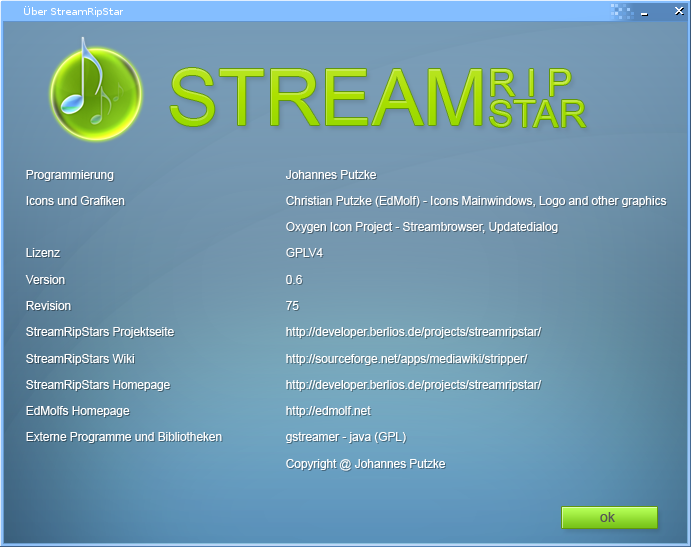 Über StreamRipStar
STREAM RIP STAR
Programmierung Johannes Putzke
Icons und Grafiken Christian Putzke (EdMolf) - Icons Mainwindows, Logo and other graphics
Oxygen Icon Project - Streambrowser, Updatedialog
Lizenz GPLV4
Version 0.6
Revision 75
StreamRipStars Projektseite http://developer.berlios.de/projects/streamripstar/
StreamRipStars Wiki http://sourceforge.net/apps/mediawiki/stripper/
StreamRipStars Homepage http://developer.berlios.de/projects/streamripstar/
EdMolfs Homepage http://edmolf.net
Externe Programme und Bibliotheken gstreamer - java (GPL)
Copyright @ Johannes Putzke
ok